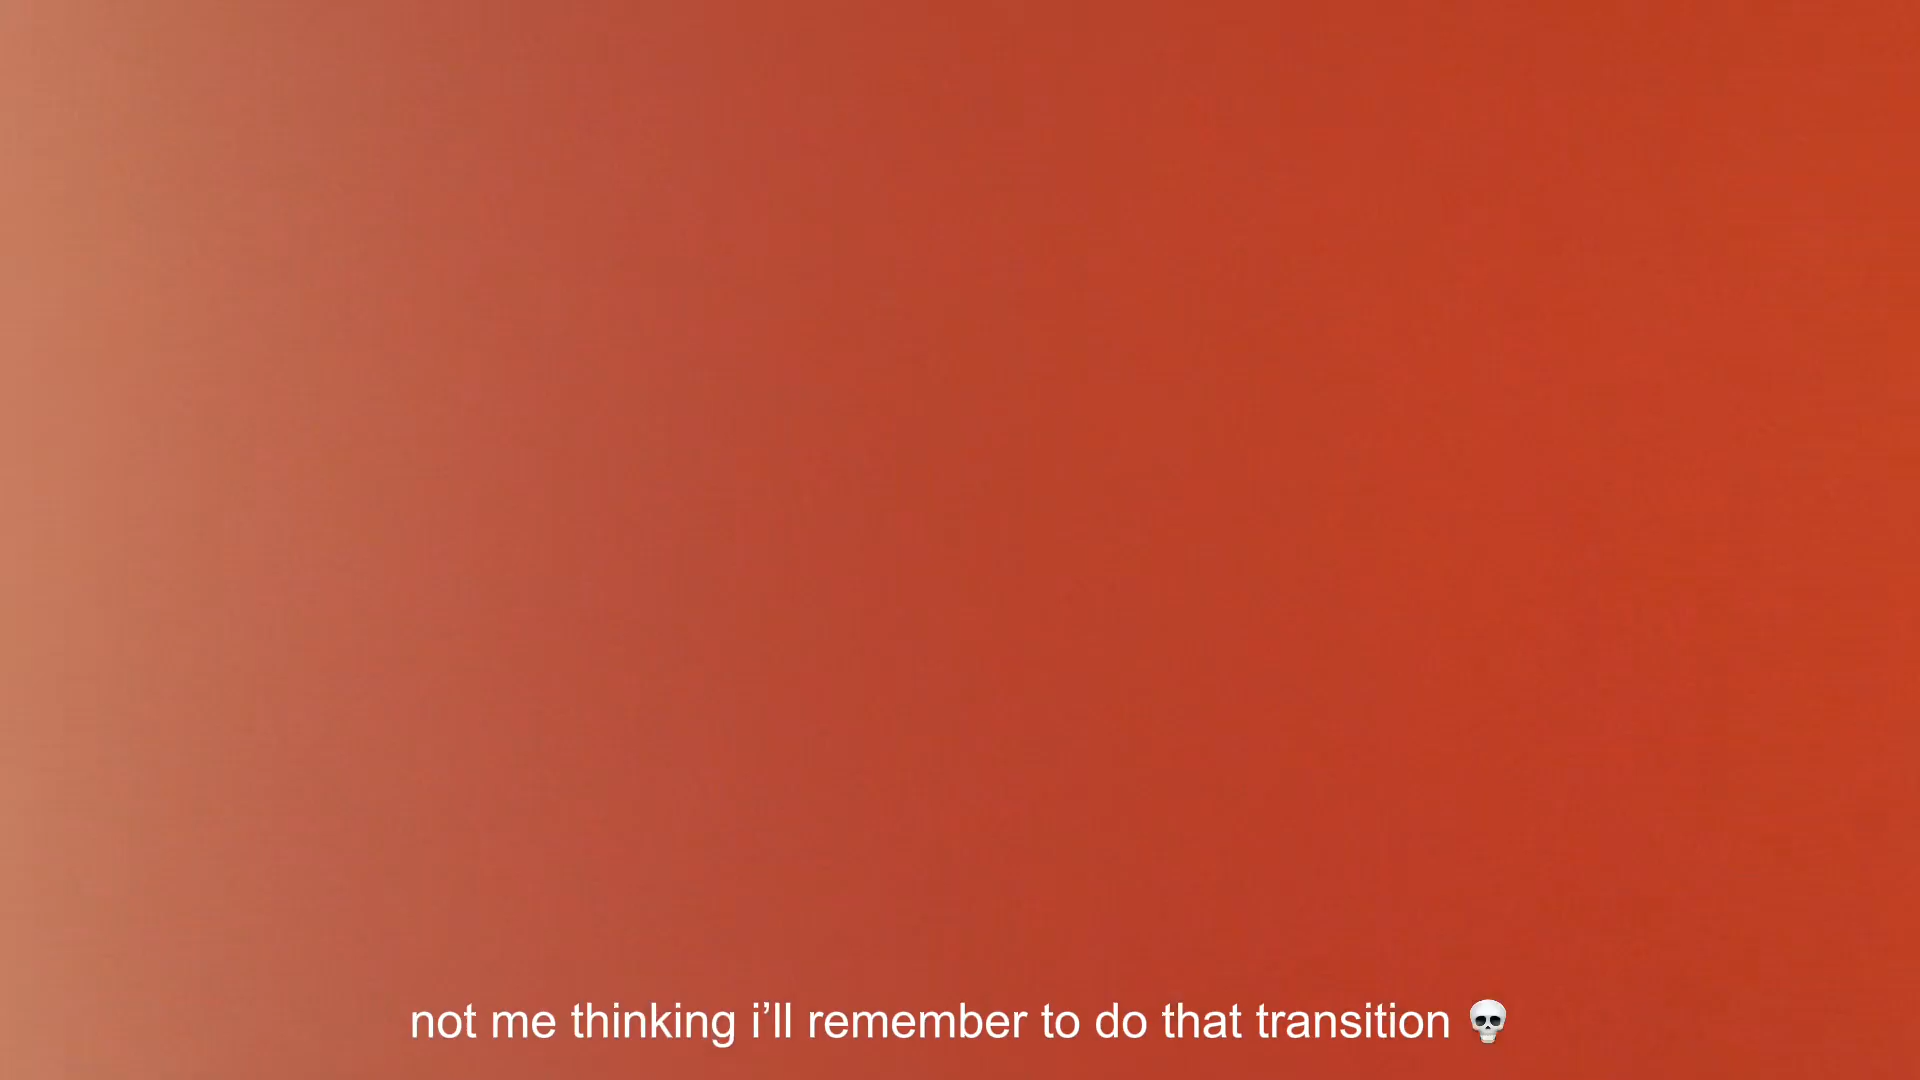 not me thinking i’ll remember to do that transition 💀